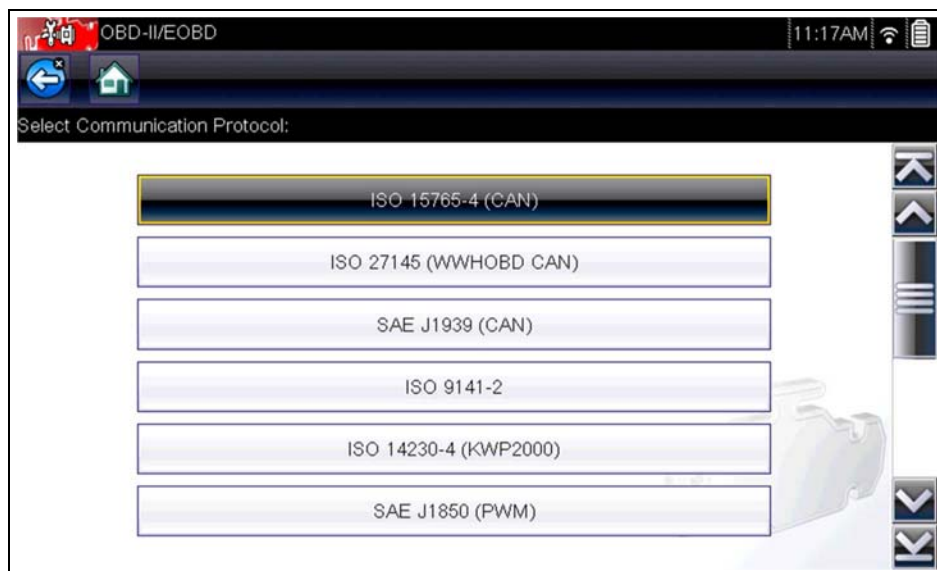 OBD-II/EOBD
11:17AM
Select Communication Protocol:
ISO 15765-4 (CAN)
ISO 27145 (WWHOBD CAN)
SAE J1939 (CAN)
ISO 9141-2
ISO 14230-4 (KWP2000)
SAE J1850 (PWM)